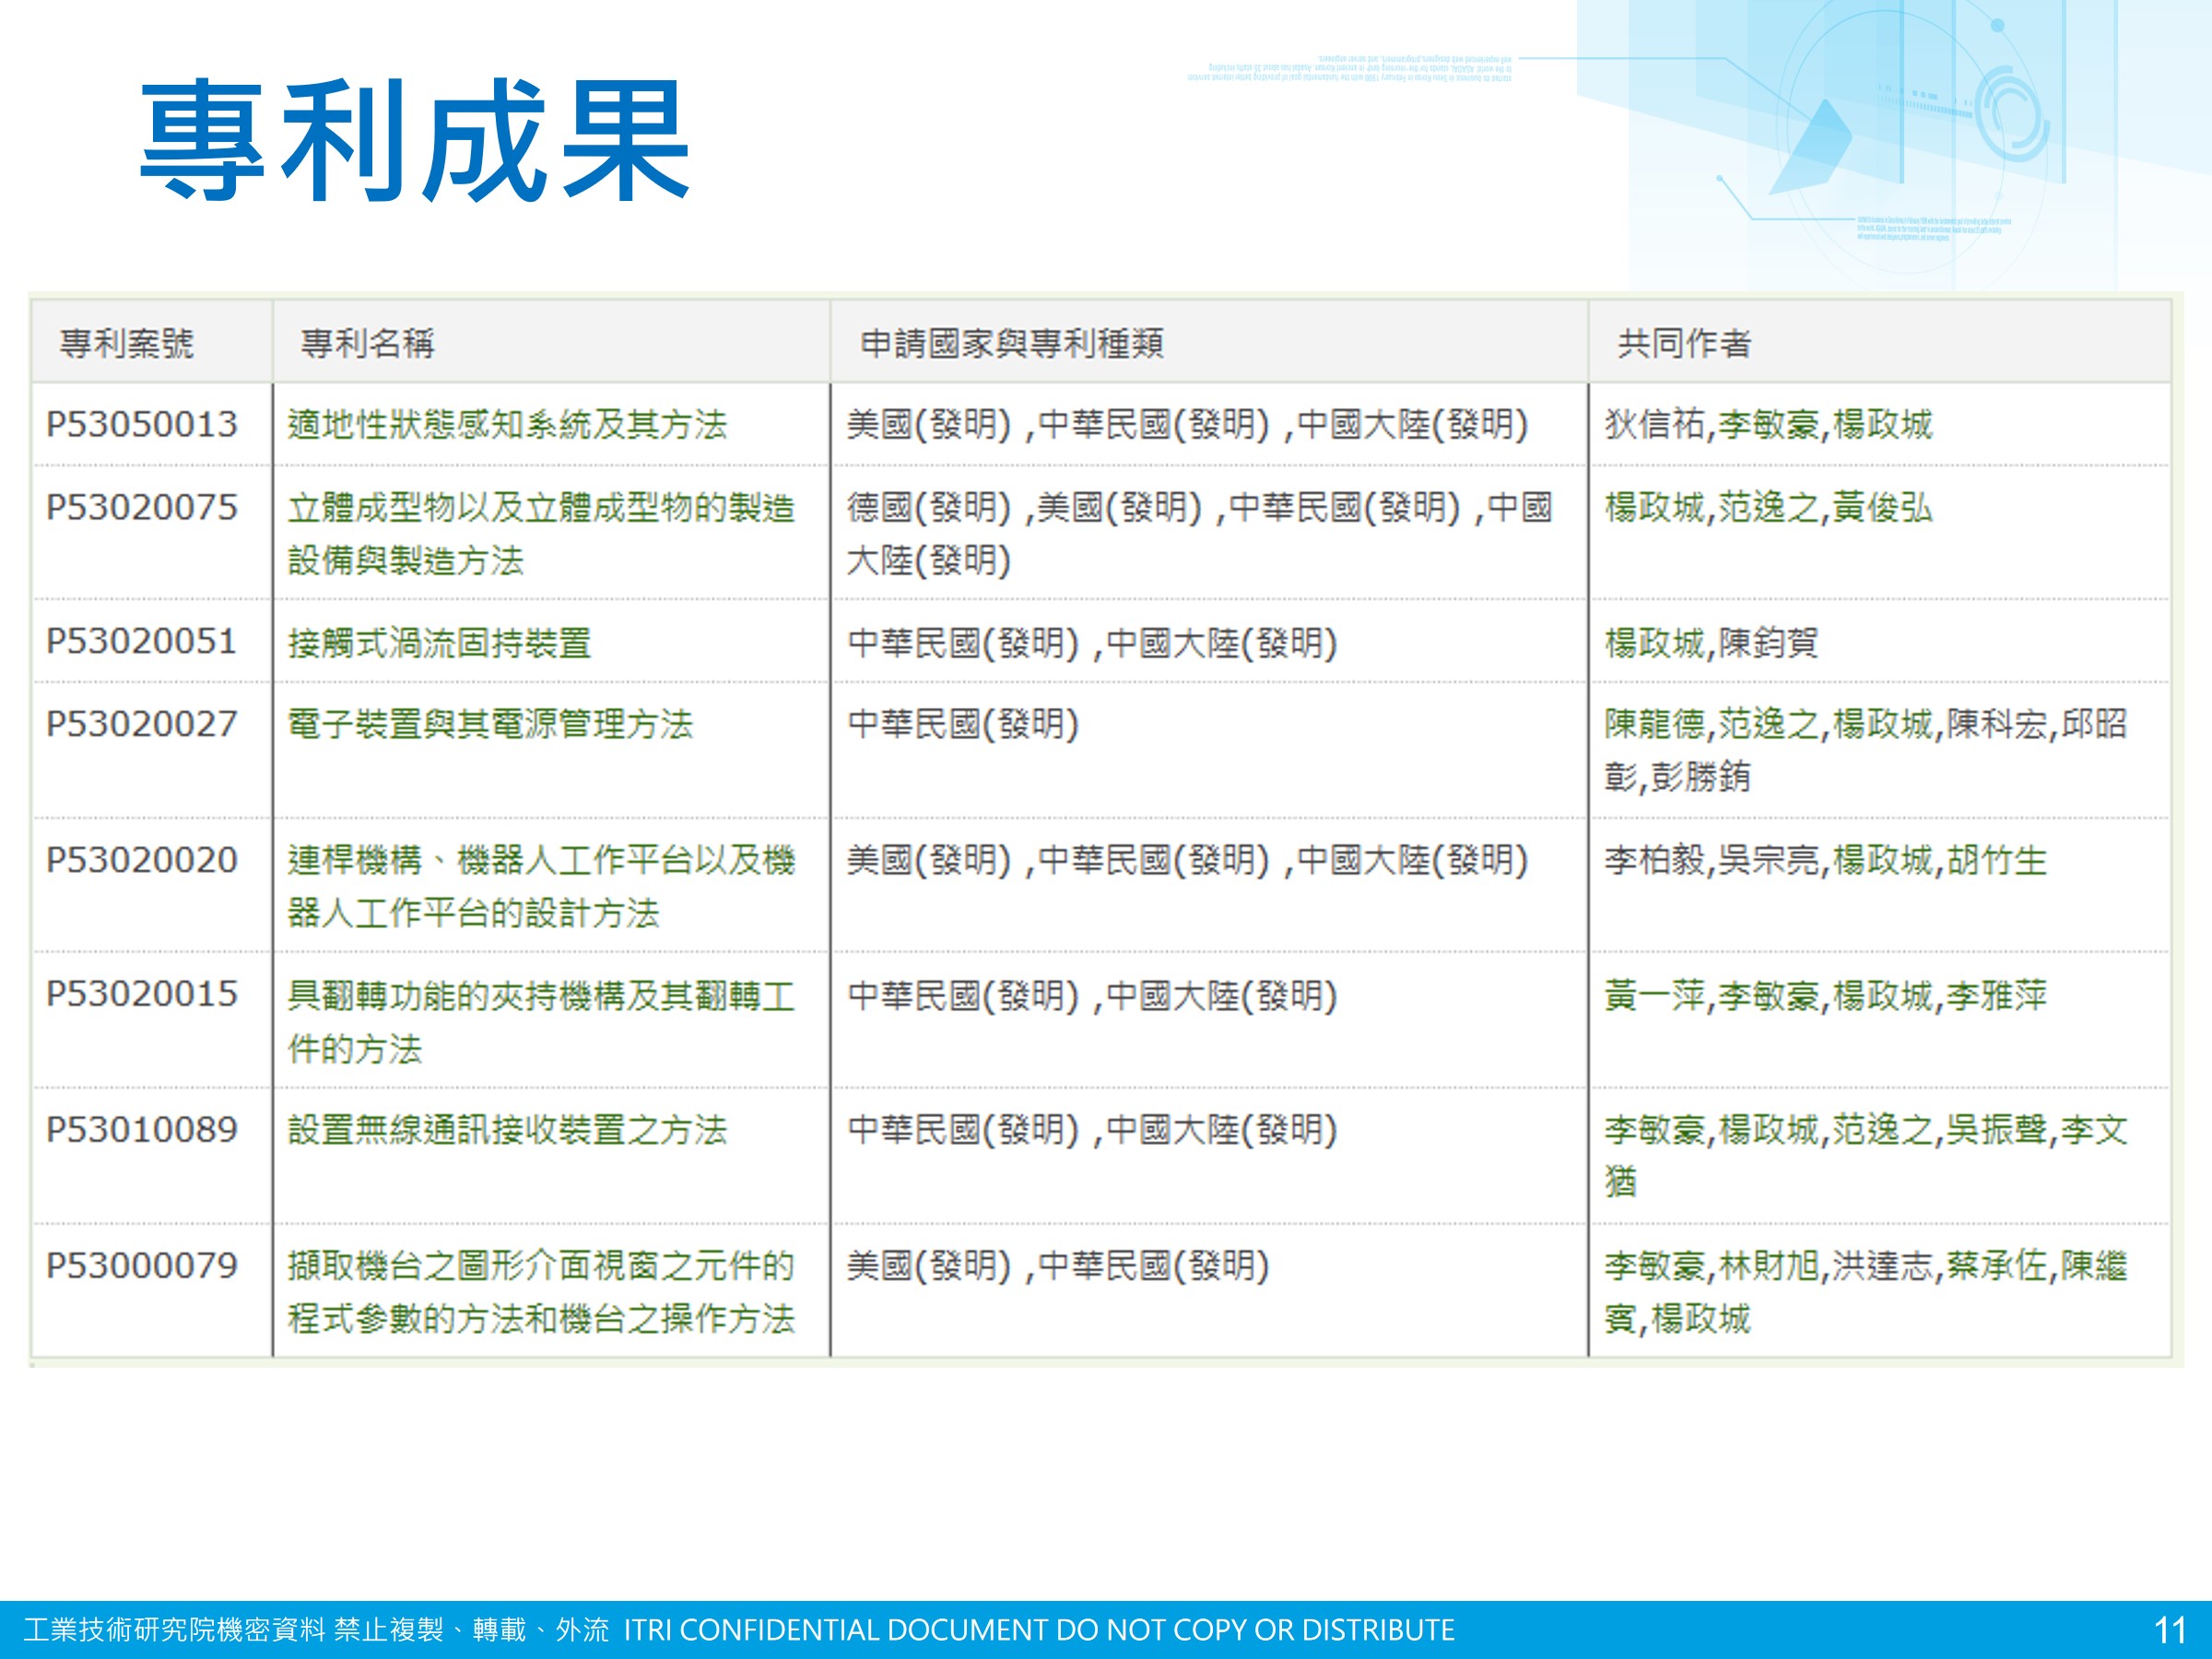 專利成果
專利案號 專利名稱 申請國家與專利種類 共同作者
P53050013 適地性狀態感知系統及其方法 美國(發明) ,中華民國(發明) ,中國大陸(發明) 狄信祐,李敏豪,楊政城
P53020075 立體成型物以及立體成型物的製造 德國(發明) ,美國(發明) ,中華民國(發明) ,中國 楊政城,范逸之,黃俊弘
設備與製造方法 大陸(發明)
P53020051 接觸式渦流固持裝置 中華民國(發明) ,中國大陸(發明) 楊政城,陳鈞賀
P53020027 電子裝置與其電源管理方法 中華民國(發明) 陳龍德,范逸之,楊政城,陳科宏,邱昭
彰,彭勝銪
P53020020 連桿機構、機器人工作平台以及機 美國(發明) ,中華民國(發明) ,中國大陸(發明) 李柏毅,吳宗亮,楊政城,胡竹生
器人工作平台的設計方法
P53020015 具翻轉功能的夾持機構及其翻轉工 中華民國(發明) ,中國大陸(發明) 黃一萍,李敏豪,楊政城,李雅萍
件的方法
P53010089 設置無線通訊接收裝置之方法 中華民國(發明) ,中國大陸(發明) 李敏豪,楊政城,范逸之,吳振聲,李文
猶
P53000079 擷取機台之圖形介面視窗之元件的 美國(發明) ,中華民國(發明) 李敏豪,林財旭,洪達志,蔡承佐,陳繼
程式參數的方法和機台之操作方法 賓,楊政城
工業技術研究院機密資料 禁止複製、轉載、外流 ITRI CONFIDENTIAL DOCUMENT DO NOT COPY OR DISTRIBUTE 11